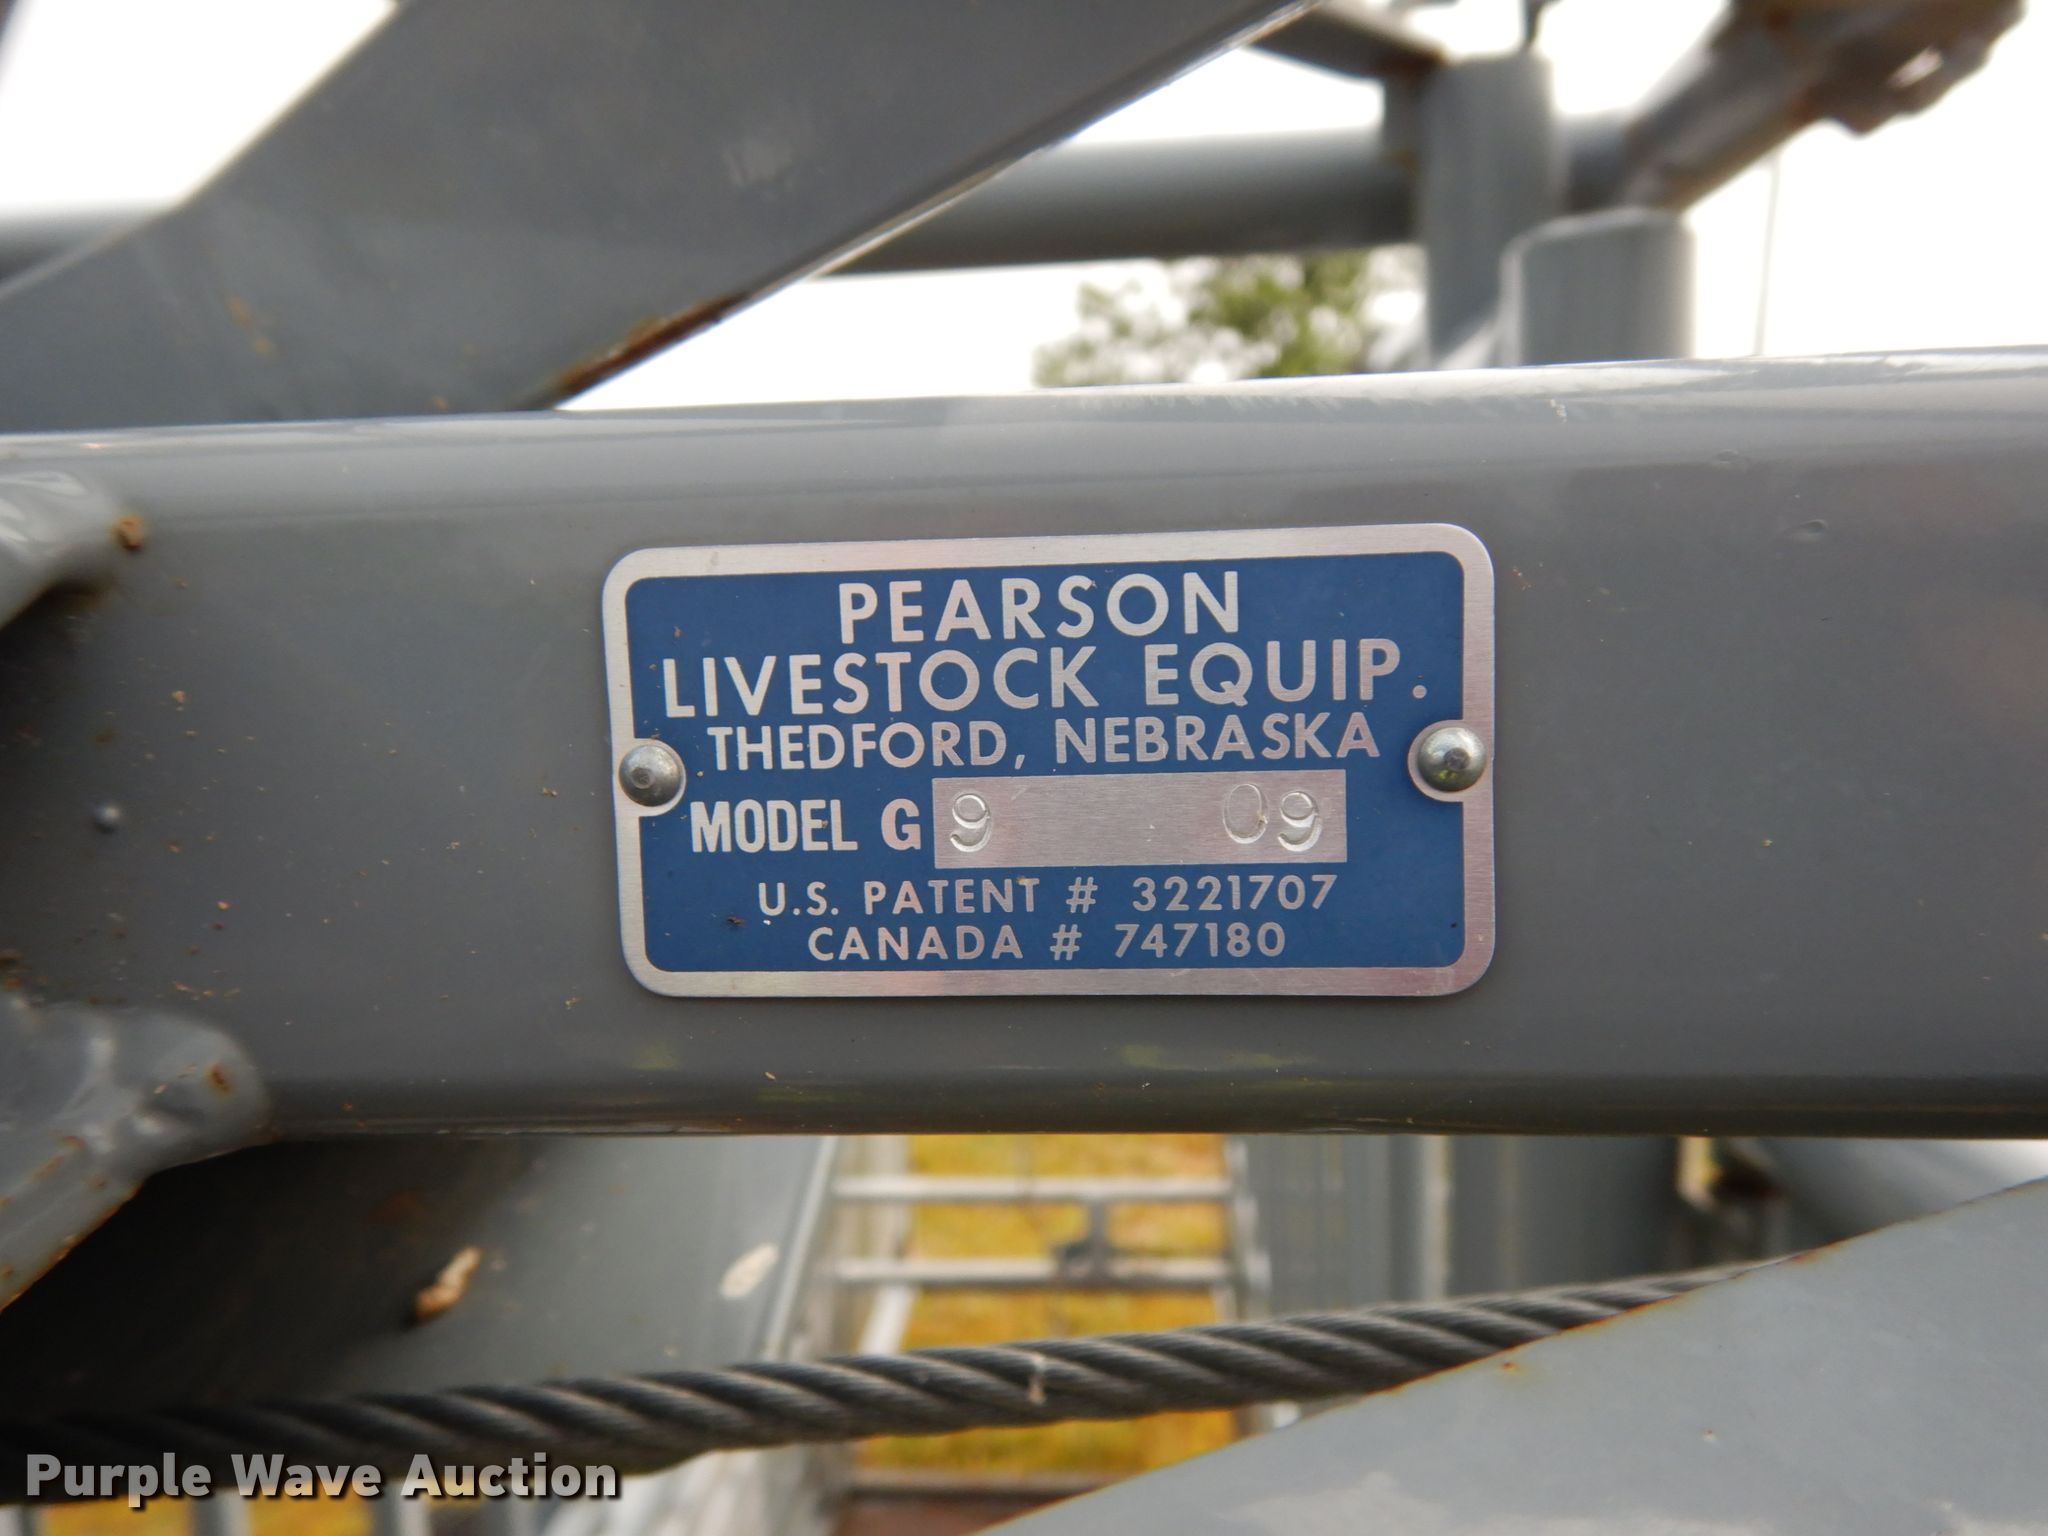 PEARSON
LIVESTOCK EQUIP.
THEDFORD, NEBRASKA
MODEL G 9 09
U.S. PATENT # 3221707
CANADA # 747180
Purple Wave Auction